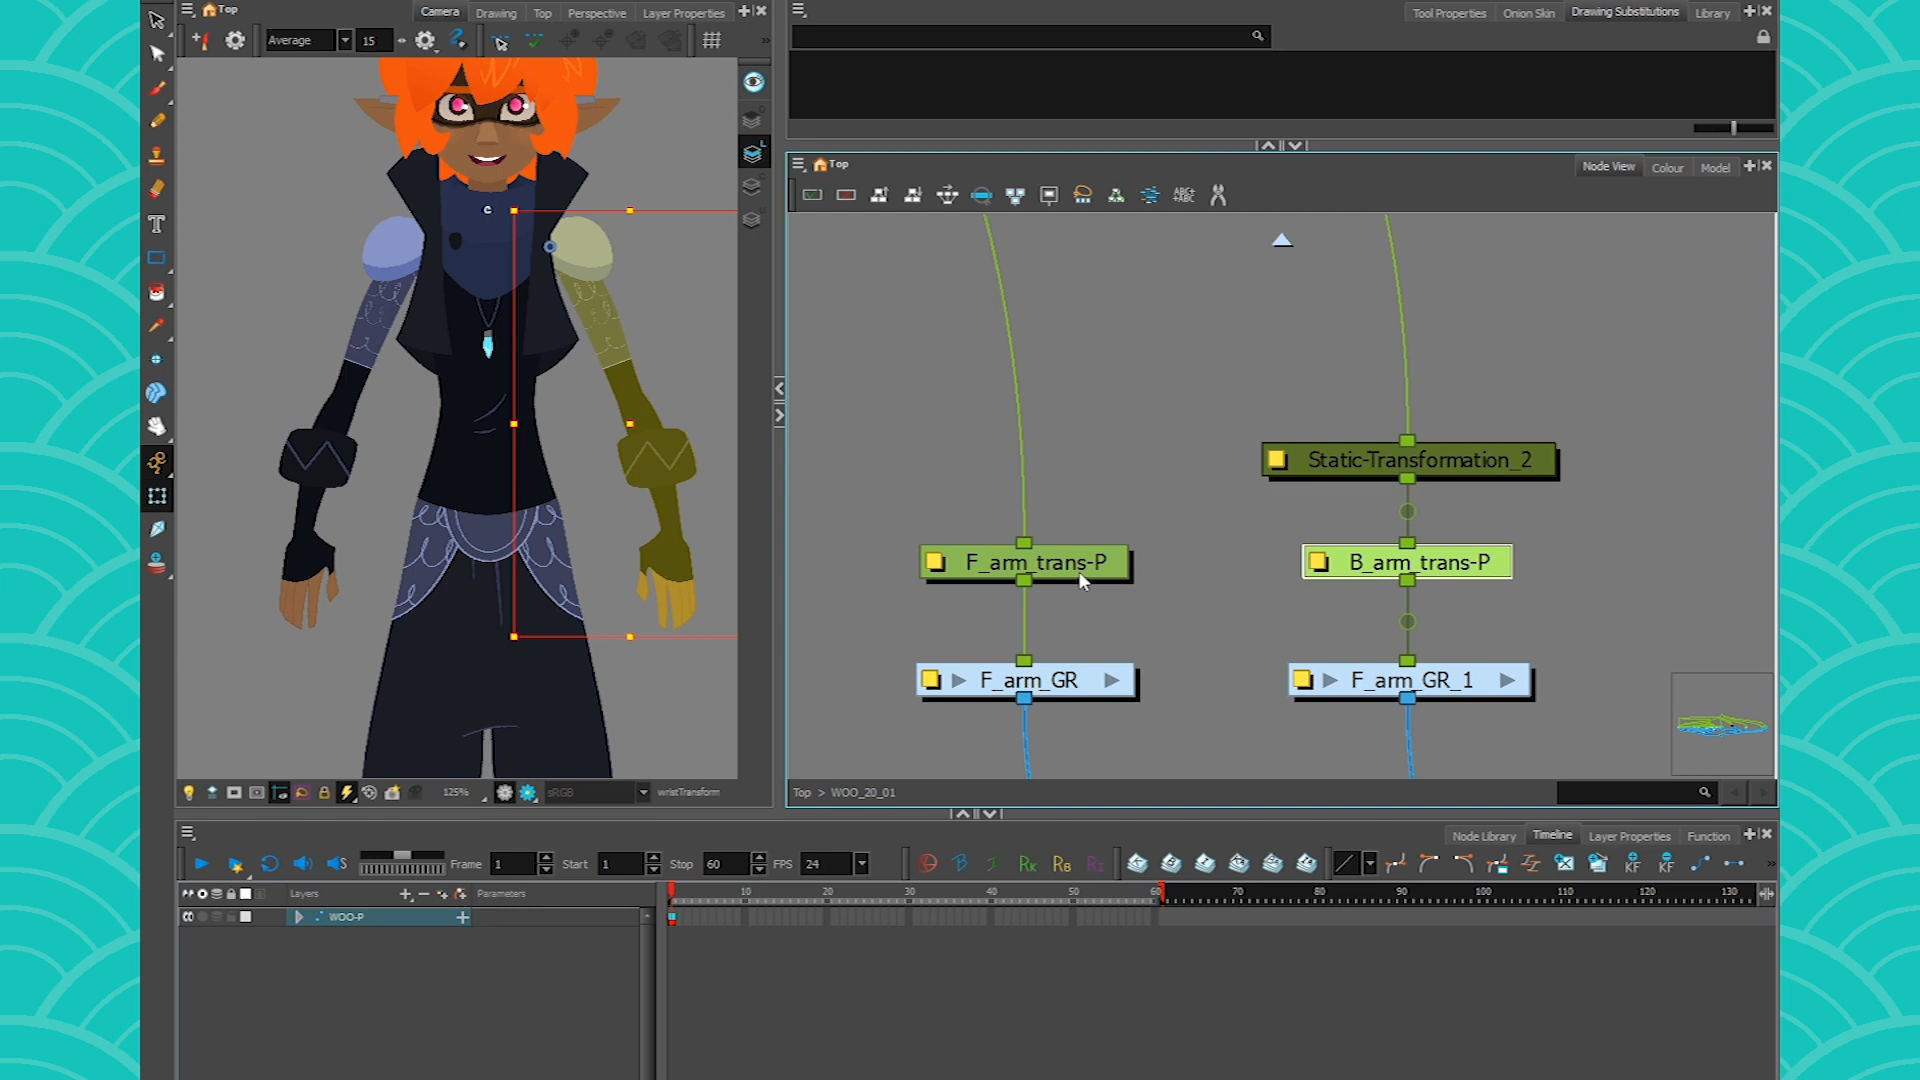 Top
Camera
Drawing
Top
Perspective
Layer Properties
Average
15
Tool Properties
Onion Skin
Drawing Substitutions
Library
Top
Node View
Colour
Model
ABC+
+ABC
Static-Transformation_2
F_arm_trans-P
B_arm_trans-P
F_arm_GR
F_arm_GR_1
C
125%
sRGB
wristTransform
Top > WOO_20_01
Node Library
Timeline
Layer Properties
Function
Frame 1 Start 1 Stop 60 FPS 24
Layers
Parameters
10 20 30 40 50 60 70 80 90 100 110 120 130
WOO-P